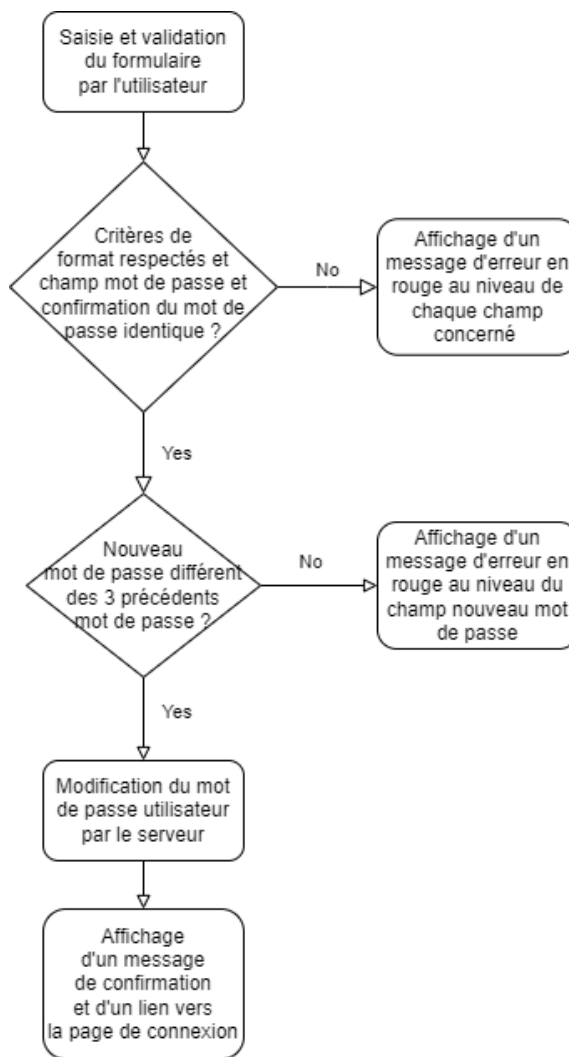 Saisie et validation
du formulaire
par l'utilisateur
Critères de
format respectés et
champ mot de passe et
confirmation du mot de
passe identique ?
No
Affichage d'un
message d'erreur en
rouge au niveau de
chaque champ
concerné
Yes
Nouveau
mot de passe différent
des 3 précédents
mot de passe ?
No
Affichage d'un
message d'erreur en
rouge au niveau du
champ nouveau mot
de passe
Yes
Modification du mot
de passe utilisateur
par le serveur
Affichage
d'un message
de confirmation
et d'un lien vers
la page de connexion